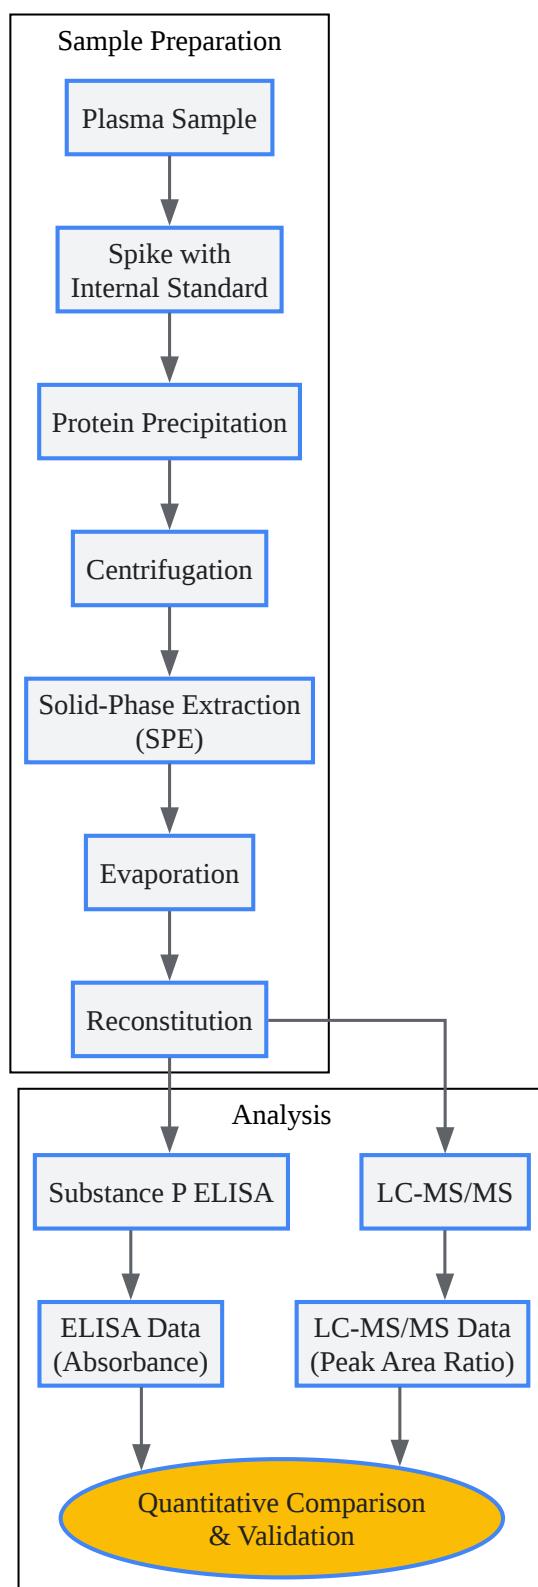 Sample Preparation
Plasma Sample
Spike with
Internal Standard
Protein Precipitation
Centrifugation
Solid-Phase Extraction
(SPE)
Evaporation
Reconstitution
Analysis
Substance P ELISA
LC-MS/MS
ELISA Data
(Absorbance)
LC-MS/MS Data
(Peak Area Ratio)
Quantitative Comparison
& Validation